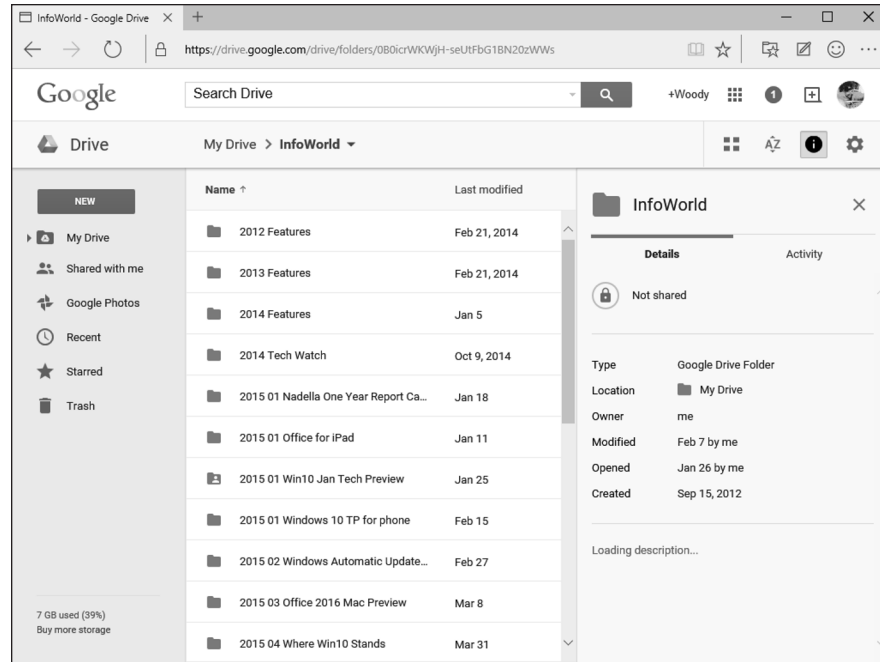 InfoWorld - Google Drive
https://drive.google.com/drive/folders/0B0icrWKWjH-seUtFbG1BN20zWWs
Google
Search Drive
+Woody
1
Drive
My Drive > InfoWorld
AZ
NEW
My Drive
Shared with me
Google Photos
Recent
Starred
Trash
7 GB used (39%)
Buy more storage
Name ↑ Last modified
2012 Features Feb 21, 2014
2013 Features Feb 21, 2014
2014 Features Jan 5
2014 Tech Watch Oct 9, 2014
2015 01 Nadella One Year Report Ca... Jan 18
2015 01 Office for iPad Jan 11
2015 01 Win10 Jan Tech Preview Jan 25
2015 01 Windows 10 TP for phone Feb 15
2015 02 Windows Automatic Update... Feb 27
2015 03 Office 2016 Mac Preview Mar 8
2015 04 Where Win10 Stands Mar 31
InfoWorld
Details Activity
Not shared
Type Google Drive Folder
Location My Drive
Owner me
Modified Feb 7 by me
Opened Jan 26 by me
Created Sep 15, 2012
Loading description...